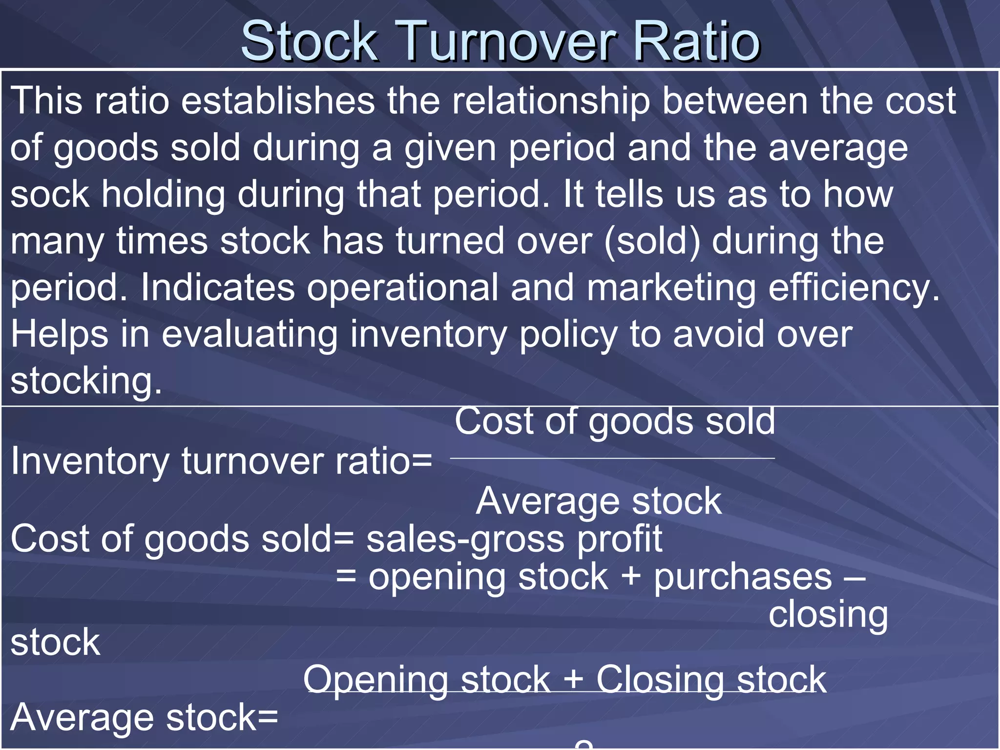 Stock Turnover Ratio
This ratio establishes the relationship between the cost
of goods sold during a given period and the average
sock holding during that period. It tells us as to how
many times stock has turned over (sold) during the
period. Indicates operational and marketing efficiency.
Helps in evaluating inventory policy to avoid over
stocking.
Cost of goods sold
Inventory turnover ratio=
Average stock
Cost of goods sold= sales-gross profit
= opening stock + purchases –
closing
stock
Opening stock + Closing stock
Average stock=